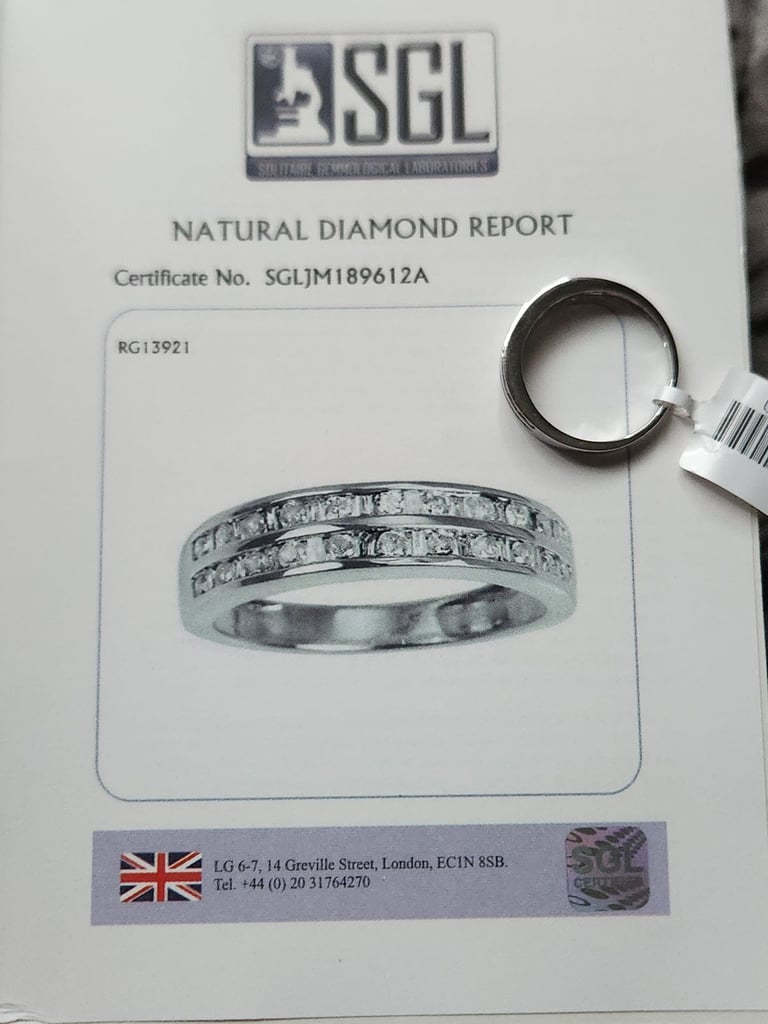 SGL
SOLITAIRE GEMMOLOGICAL LABORATORIES
NATURAL DIAMOND REPORT
Certificate No. SGLJM189612A
RG13921
LG 6-7, 14 Greville Street, London, EC1N 8SB.
Tel. +44 (0) 20 31764270
SGL